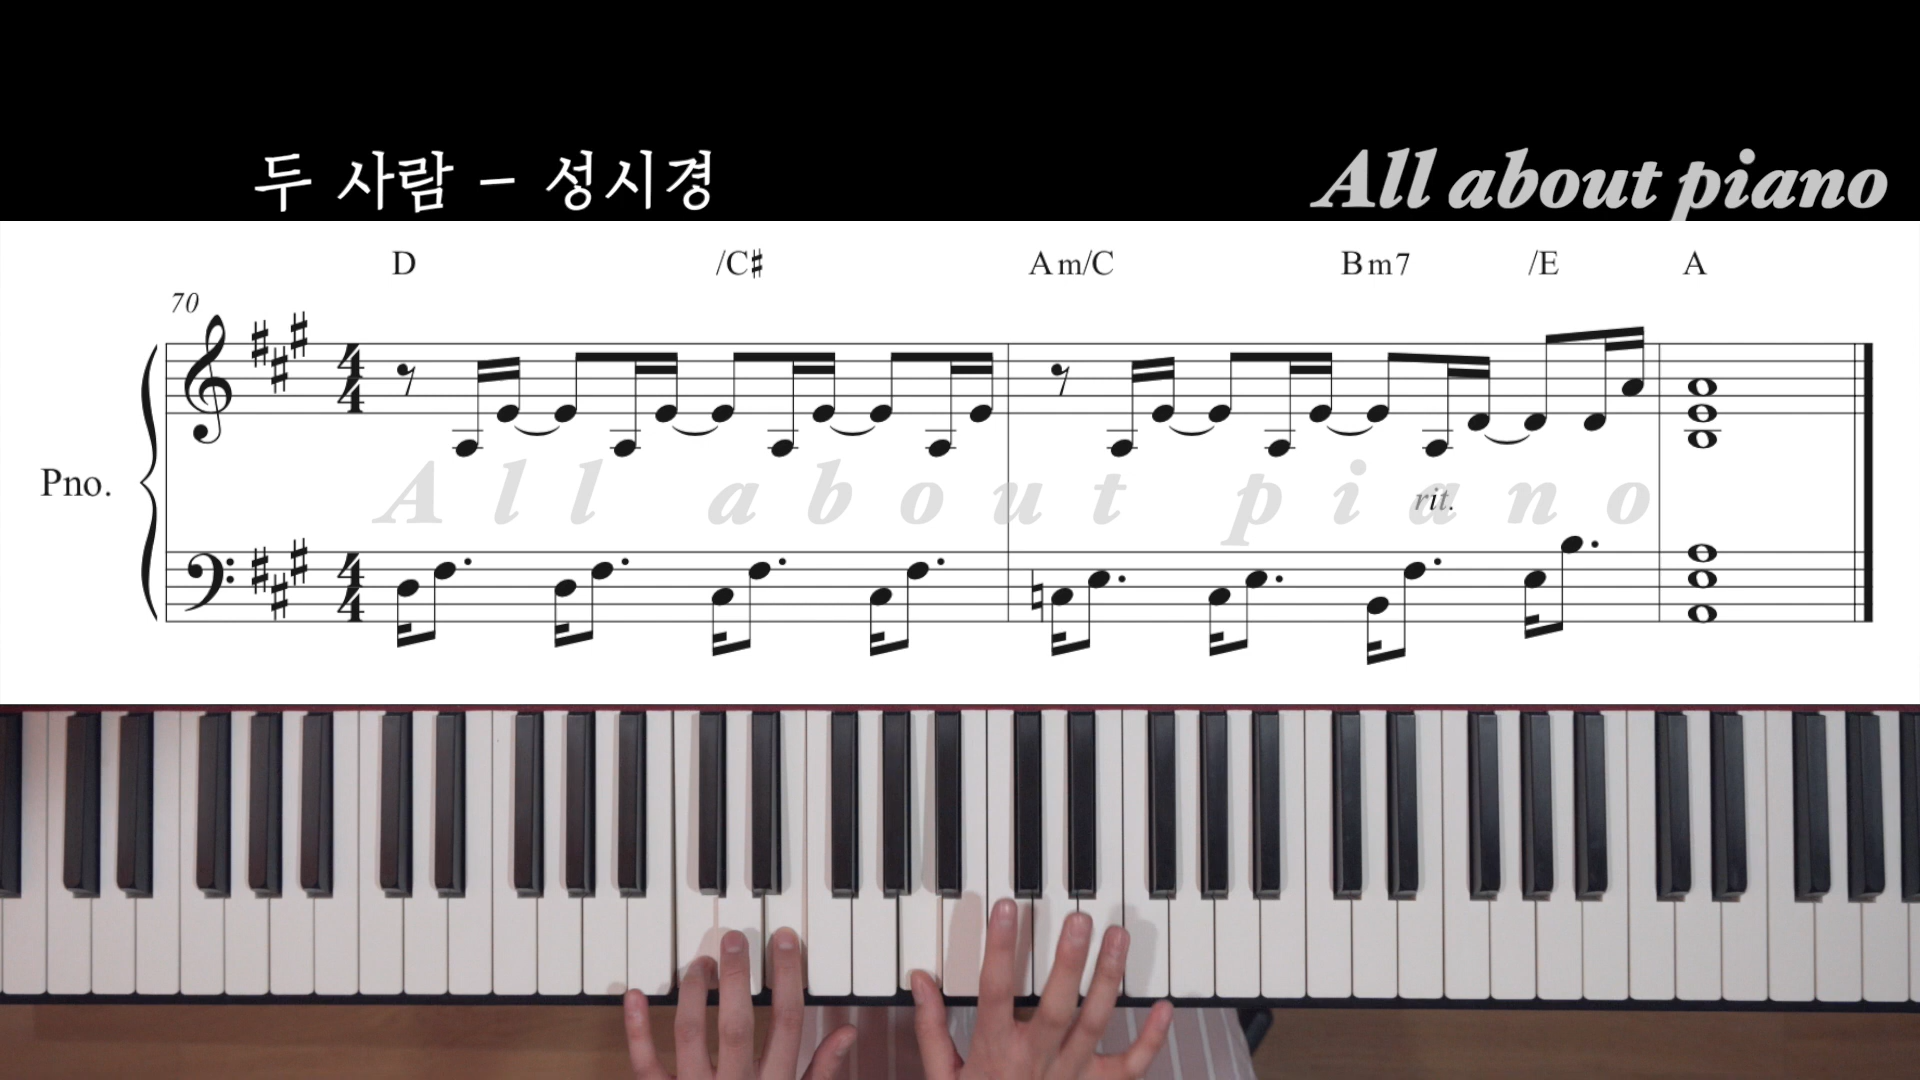 두 사람 - 성시경
All about piano
D /C♯ Am/C Bm7 /E A
70
Pno.
All about piano
rit.